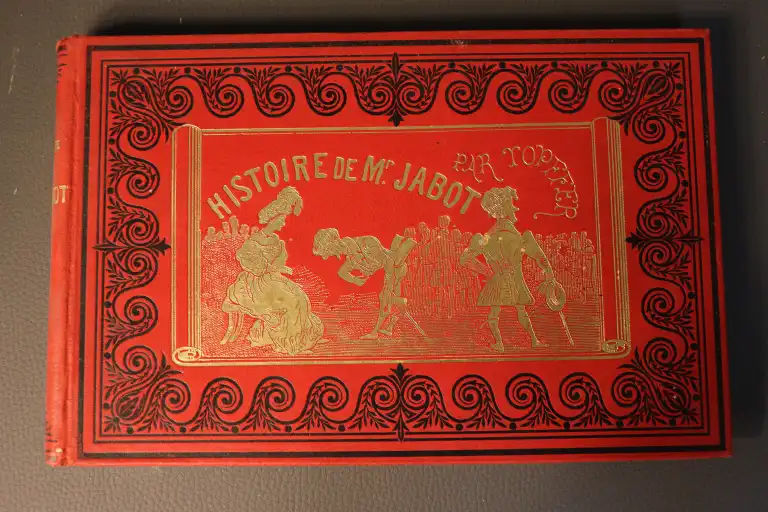 HISTOIRE DE Mr JABOT
PAR TOPFFER